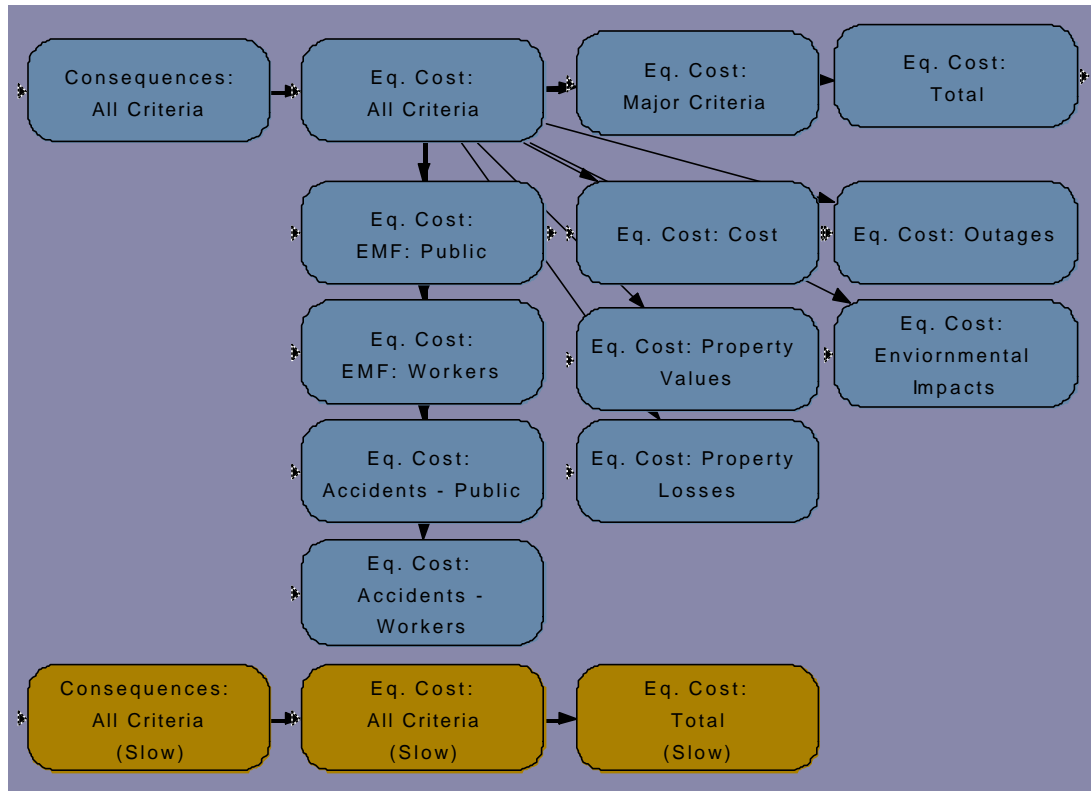 Consequences:
All Criteria
Eq. Cost:
All Criteria
Eq. Cost:
Major Criteria
Eq. Cost:
Total
Eq. Cost:
EMF: Public
Eq. Cost: Cost
Eq. Cost: Outages
Eq. Cost:
EMF: Workers
Eq. Cost: Property
Values
Eq. Cost:
Enviornmental
Impacts
Eq. Cost:
Accidents - Public
Eq. Cost: Property
Losses
Eq. Cost:
Accidents -
Workers
Consequences:
All Criteria
(Slow)
Eq. Cost:
All Criteria
(Slow)
Eq. Cost:
Total
(Slow)